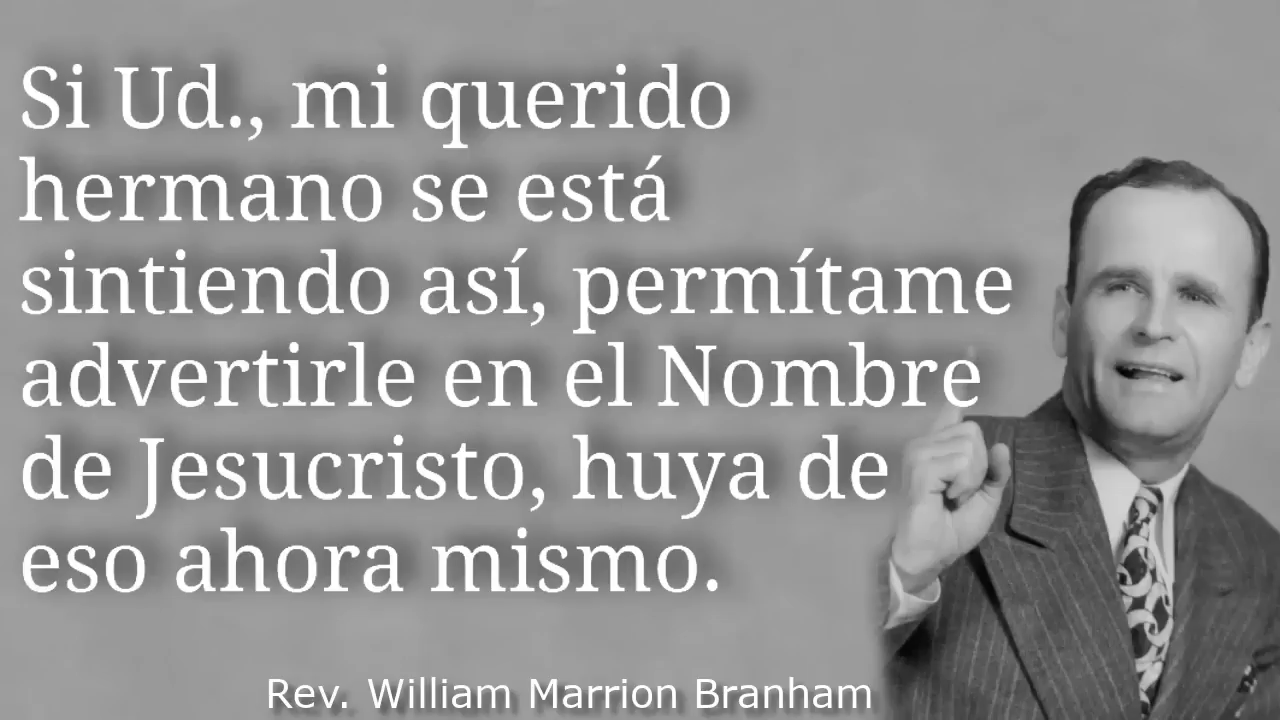 Si Ud., mi querido
hermano se está
sintiendo así, permítame
advertirle en el Nombre
de Jesucristo, huya de
eso ahora mismo.
Rev. William Marrion Branham